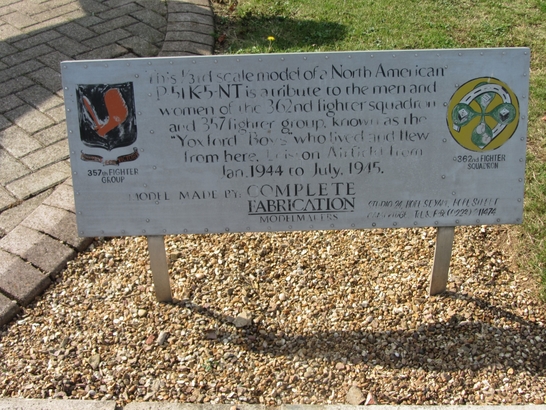 This 1/3rd scale model of a North American
P-51K-5-NT is a tribute to the men and
women of the 362nd fighter squadron
and 357 fighter group, known as the
"Yoxford Boys" who lived and flew
from here, Leiston Airfield from
Jan. 1944 to July. 1945.
MODEL MADE BY: COMPLETE
FABRICATION
MODELMAKERS
357TH FIGHTER
GROUP
362ND FIGHTER
SQUADRON